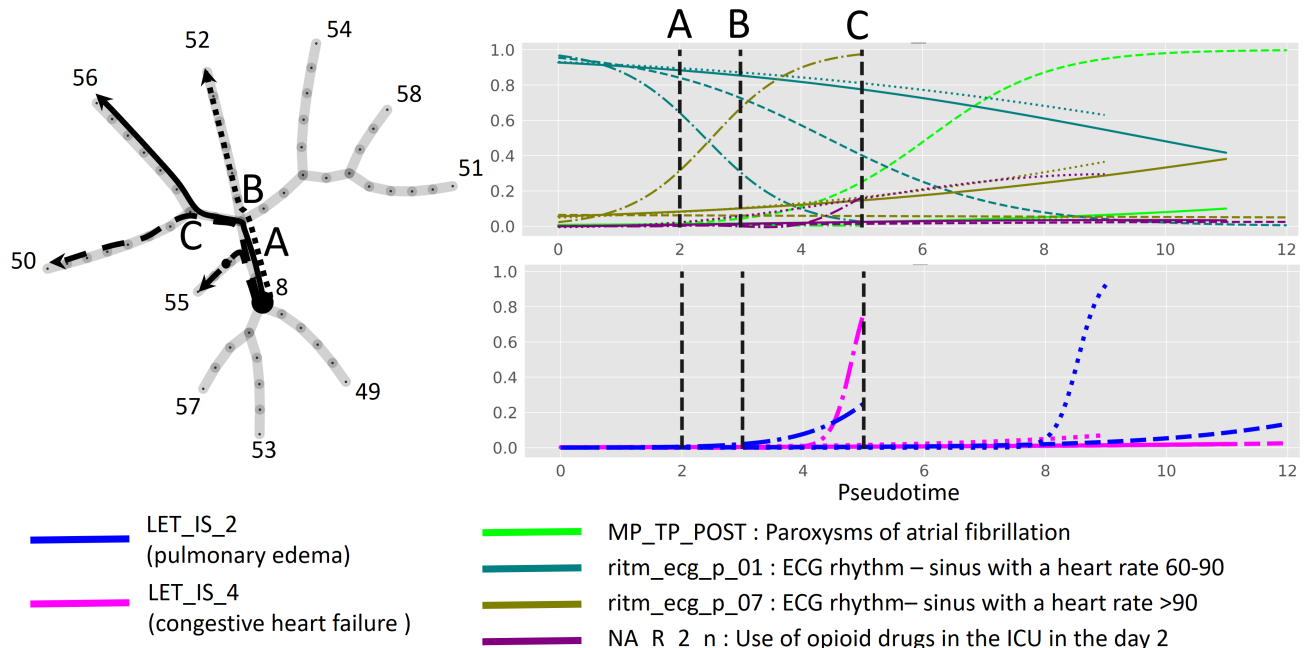 A B C
52
54
56
58
51
B
C
A
50
55
8
57
49
53
1.0
0.8
0.6
0.4
0.2
0.0
0 2 4 6 8 10 12
1.0
0.8
0.6
0.4
0.2
0.0
0 2 4 6 8 10 12
Pseudotime
LET_IS_2
(pulmonary edema)
LET_IS_4
(congestive heart failure )
MP_TP_POST : Paroxysms of atrial fibrillation
ritm_ecg_p_01 : ECG rhythm – sinus with a heart rate 60-90
ritm_ecg_p_07 : ECG rhythm– sinus with a heart rate >90
NA_R_2_n : Use of opioid drugs in the ICU in the day 2